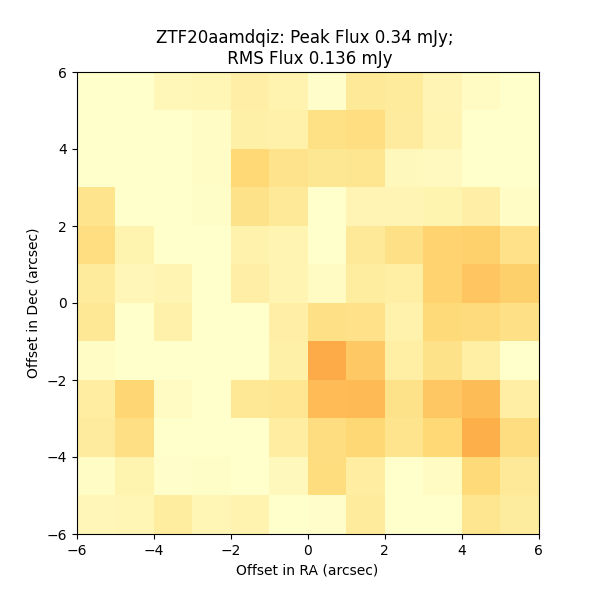 ZTF20aamdqiz: Peak Flux 0.34 mJy;
RMS Flux 0.136 mJy
6
4
2
0
−2
−4
−6
Offset in Dec (arcsec)
−6 −4 −2 0 2 4 6
Offset in RA (arcsec)